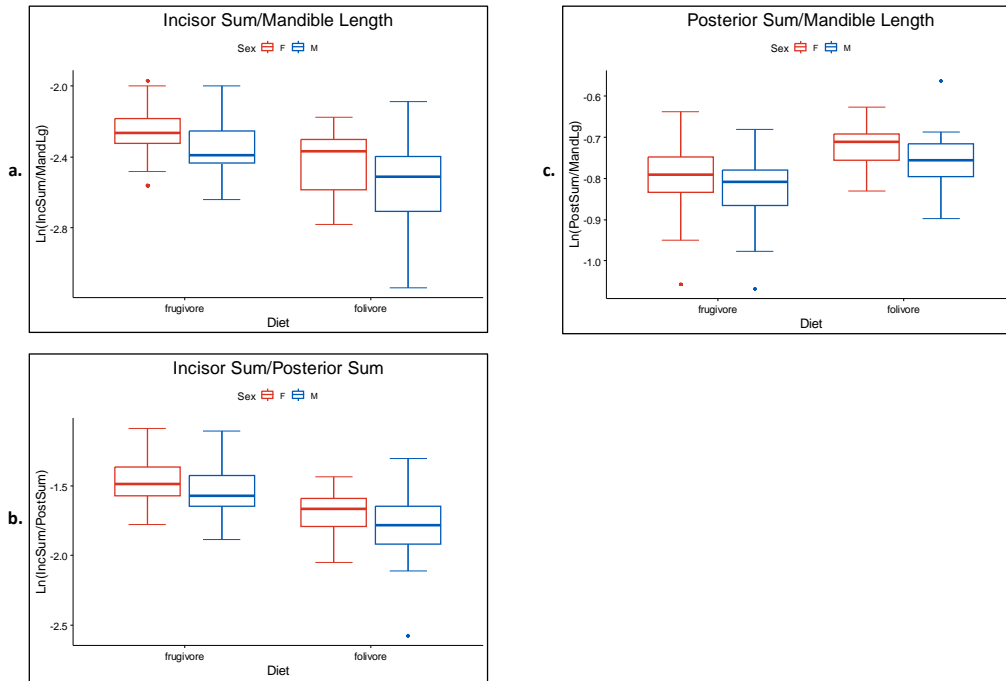 Incisor Sum/Mandible Length
Sex F M
a.
Ln(IncSum/MandLg)
-2.0
-2.4
-2.8
frugivore folivore
Diet
Posterior Sum/Mandible Length
Sex F M
c.
Ln(PostSum/MandLg)
-0.6
-0.7
-0.8
-0.9
-1.0
frugivore folivore
Diet
Incisor Sum/Posterior Sum
Sex F M
b.
Ln(IncSum/PostSum)
-1.5
-2.0
-2.5
frugivore folivore
Diet